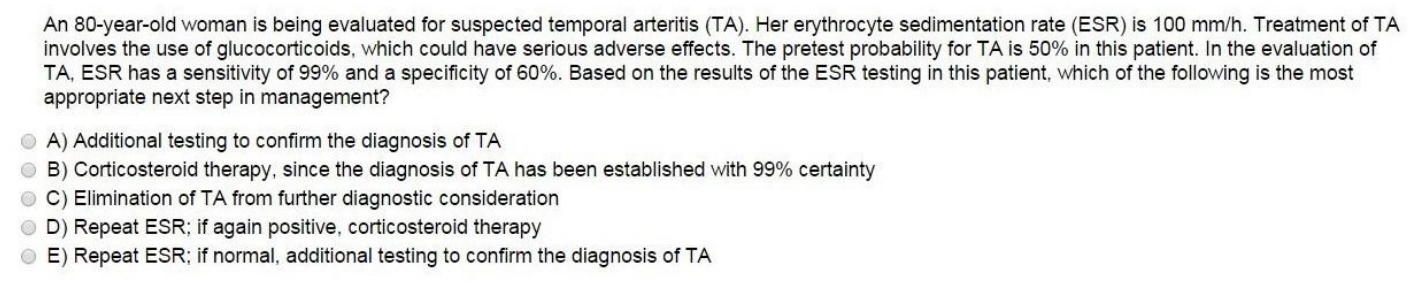 An 80-year-old woman is being evaluated for suspected temporal arteritis (TA). Her erythrocyte sedimentation rate (ESR) is 100 mm/h. Treatment of TA
involves the use of glucocorticoids, which could have serious adverse effects. The pretest probability for TA is 50% in this patient. In the evaluation of
TA, ESR has a sensitivity of 99% and a specificity of 60%. Based on the results of the ESR testing in this patient, which of the following is the most
appropriate next step in management?
A) Additional testing to confirm the diagnosis of TA
B) Corticosteroid therapy, since the diagnosis of TA has been established with 99% certainty
C) Elimination of TA from further diagnostic consideration
D) Repeat ESR; if again positive, corticosteroid therapy
E) Repeat ESR; if normal, additional testing to confirm the diagnosis of TA